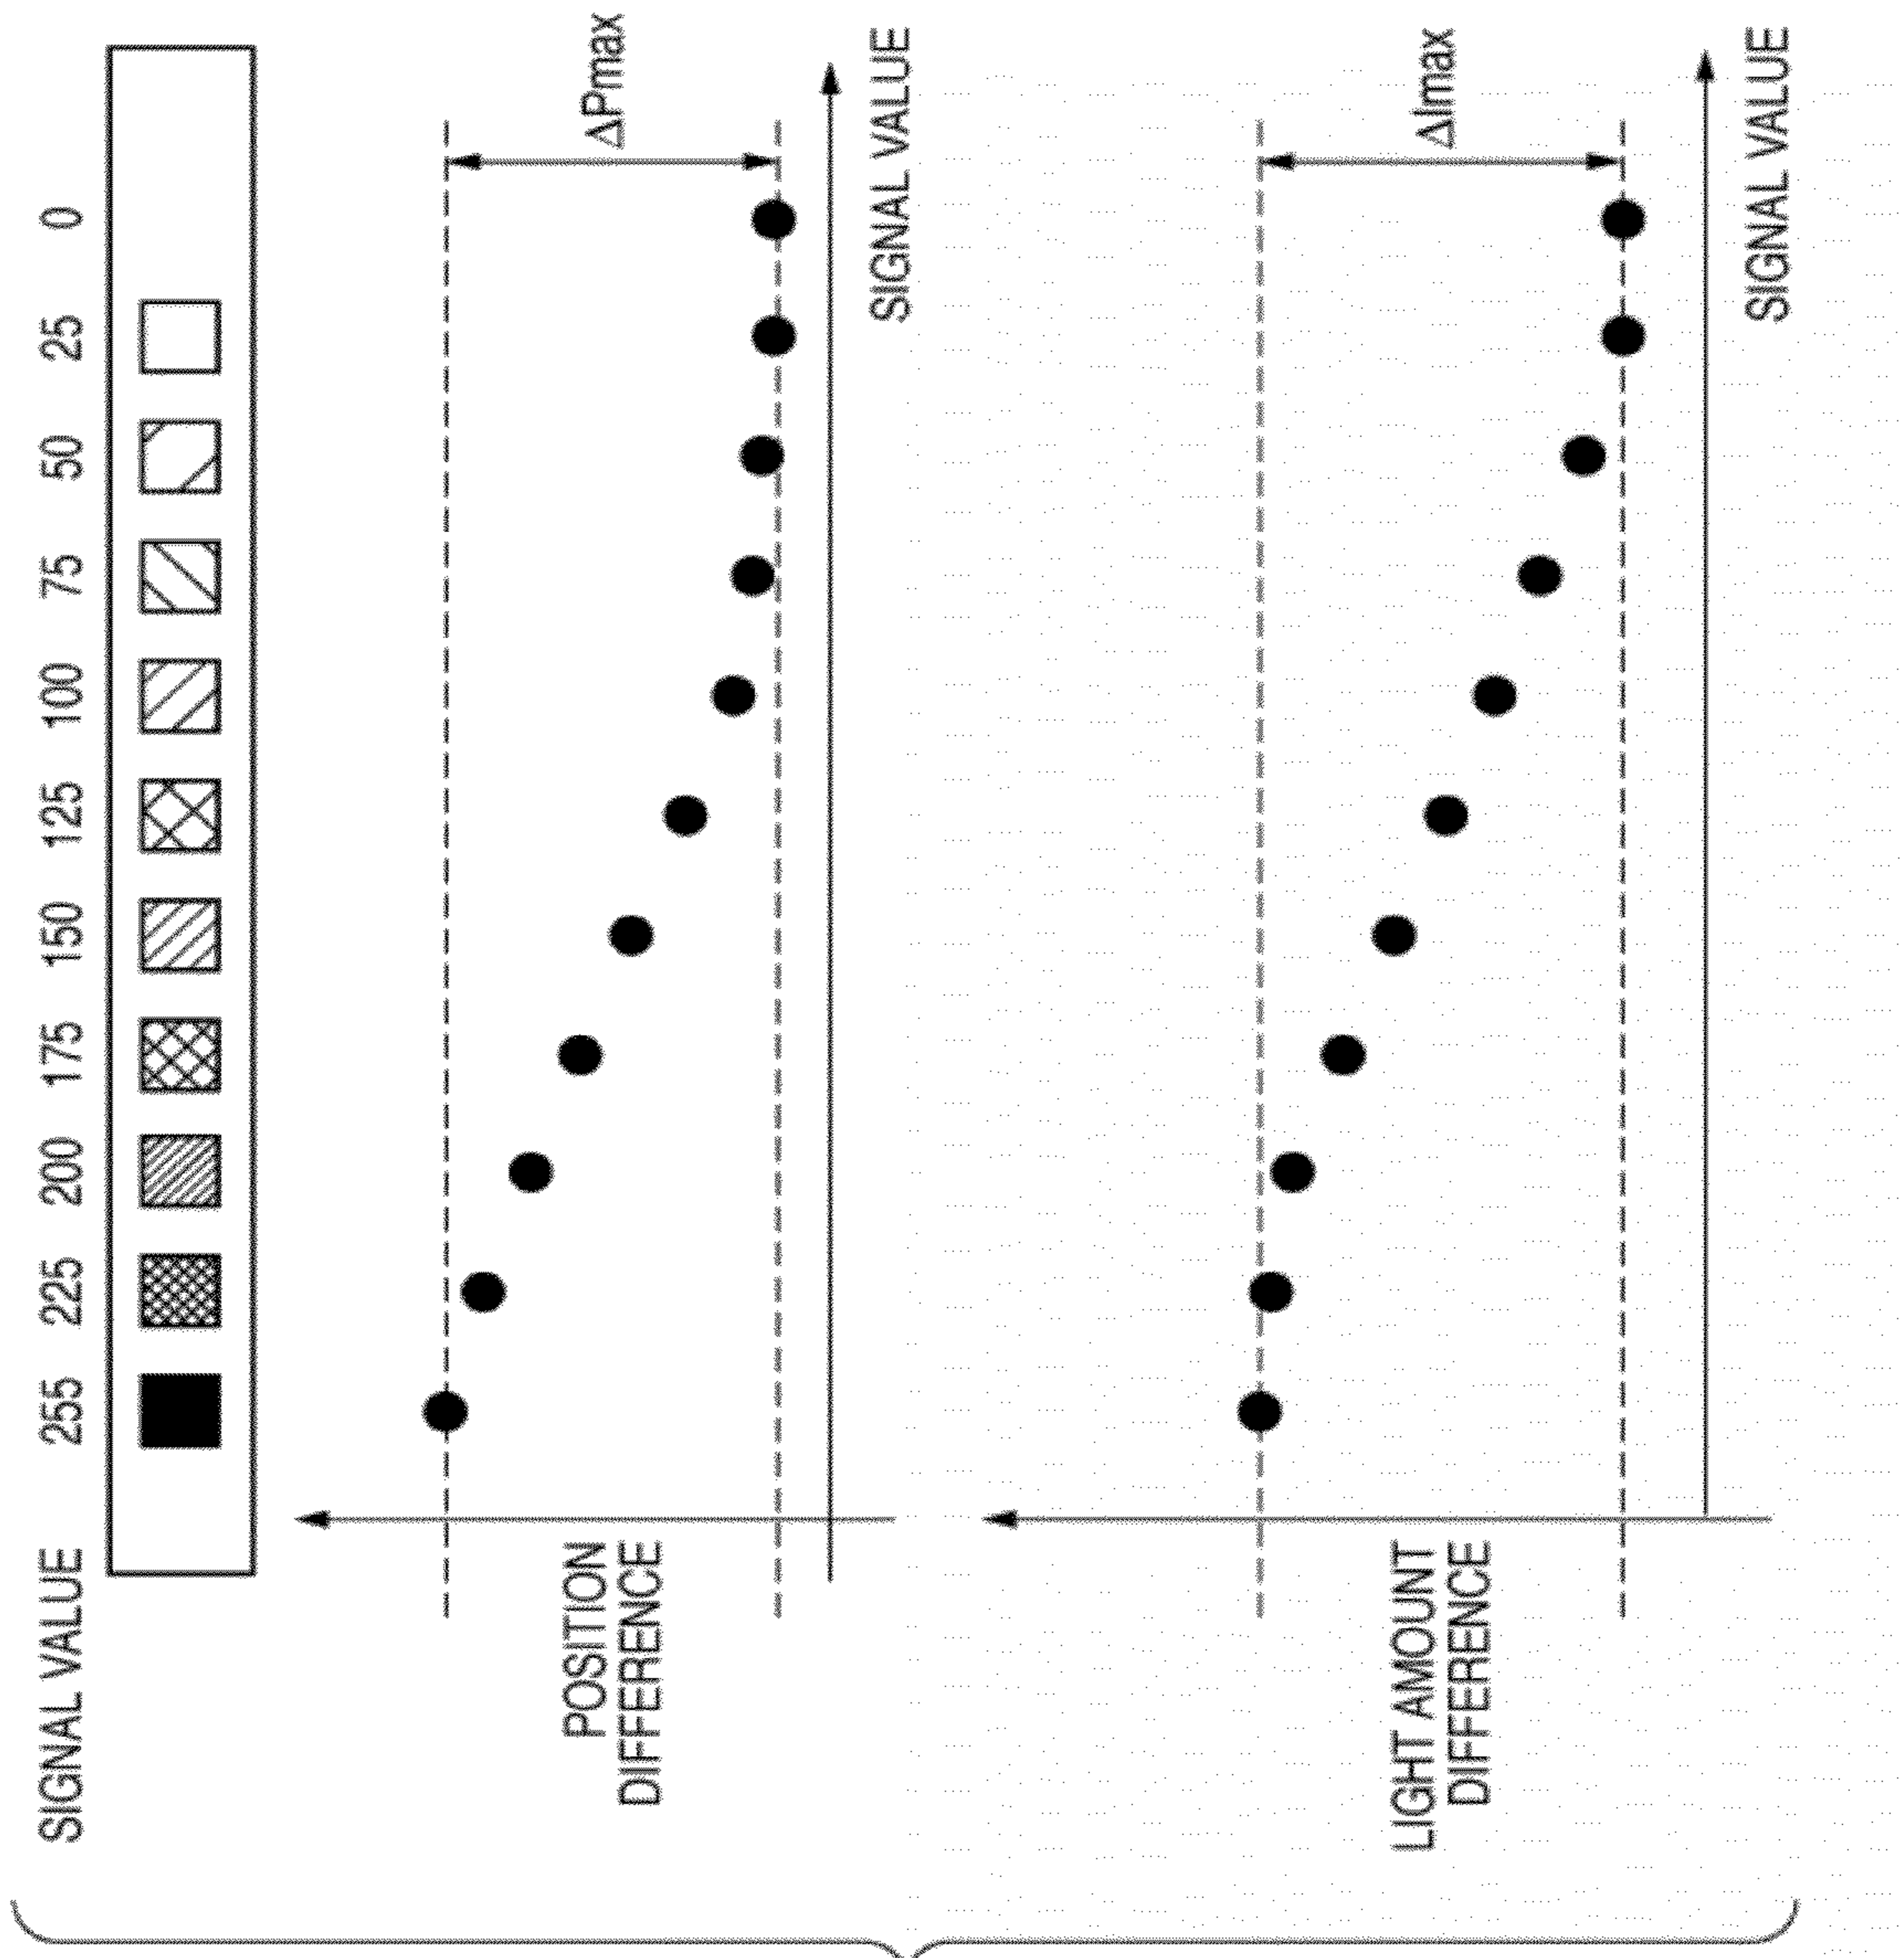 SIGNAL VALUE 255 225 200 175 150 125 100 75 50 25 0
POSITION
DIFFERENCE
ΔPmax
SIGNAL VALUE
LIGHT AMOUNT
DIFFERENCE
ΔImax
SIGNAL VALUE